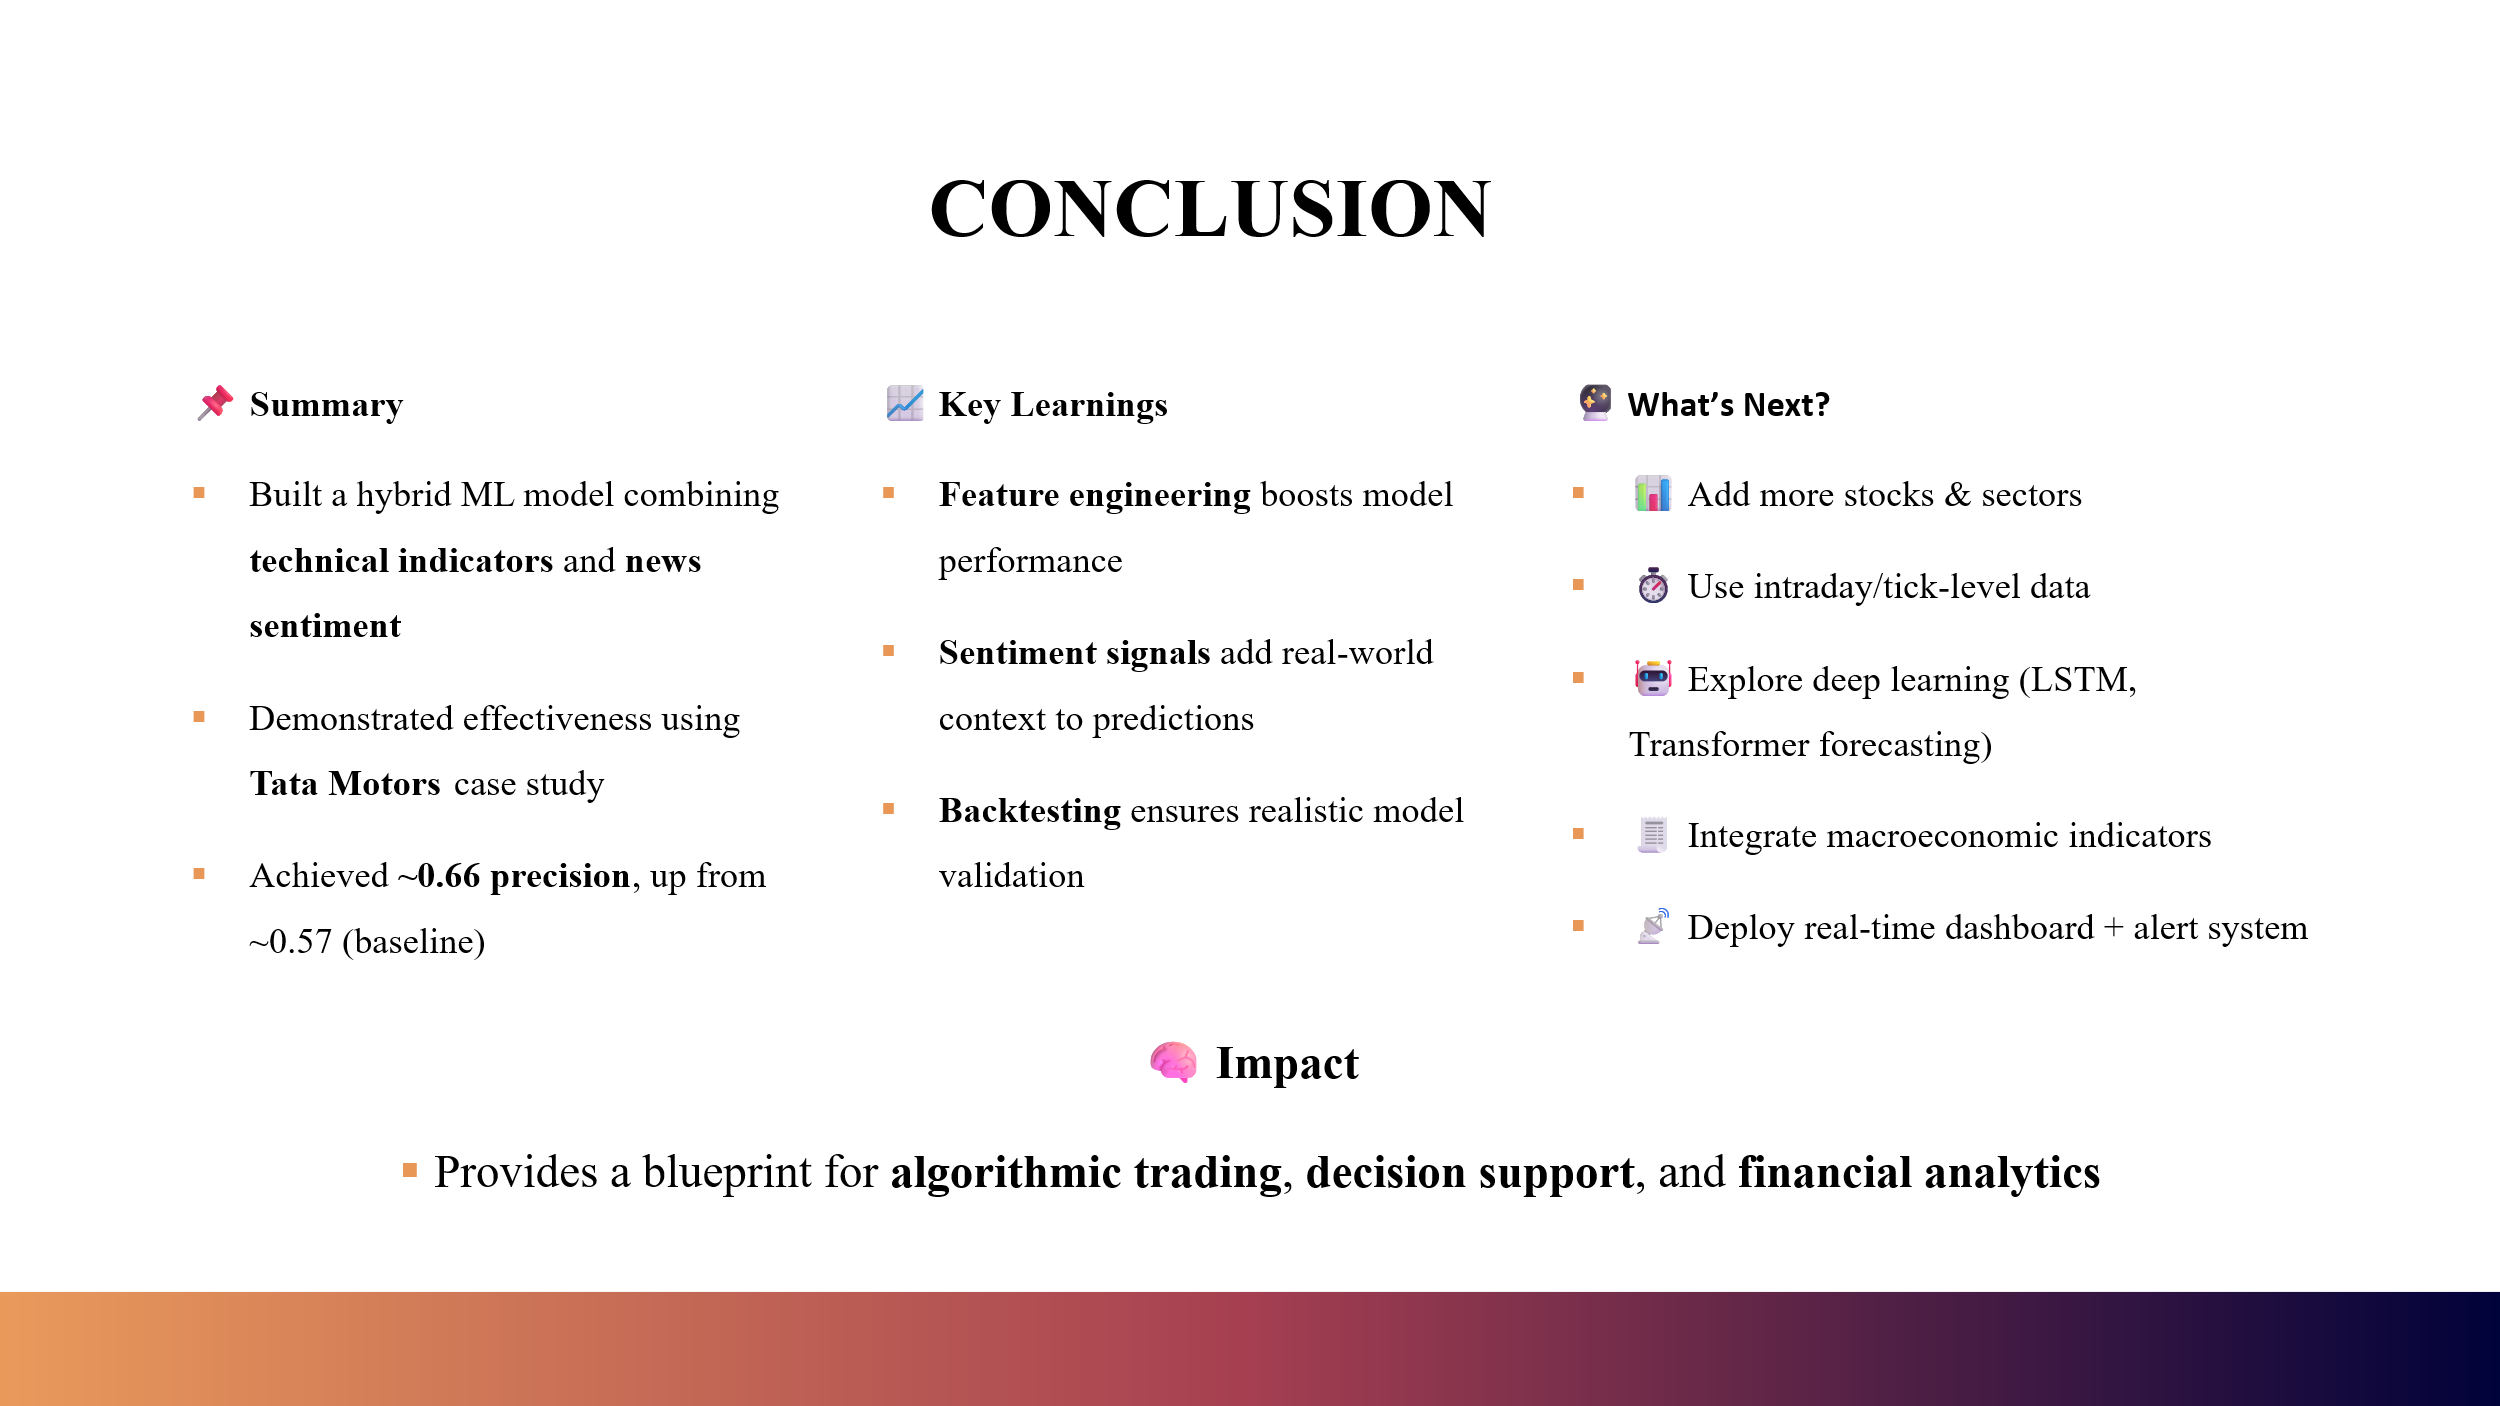 CONCLUSION
📌 Summary
Built a hybrid ML model combining
technical indicators and news
sentiment
Demonstrated effectiveness using
Tata Motors case study
Achieved ~0.66 precision, up from
~0.57 (baseline)
📈 Key Learnings
Feature engineering boosts model
performance
Sentiment signals add real-world
context to predictions
Backtesting ensures realistic model
validation
🔮 What’s Next?
📊 Add more stocks & sectors
⏱ Use intraday/tick-level data
🤖 Explore deep learning (LSTM,
Transformer forecasting)
🧾 Integrate macroeconomic indicators
📡 Deploy real-time dashboard + alert system
🧠 Impact
Provides a blueprint for algorithmic trading, decision support, and financial analytics